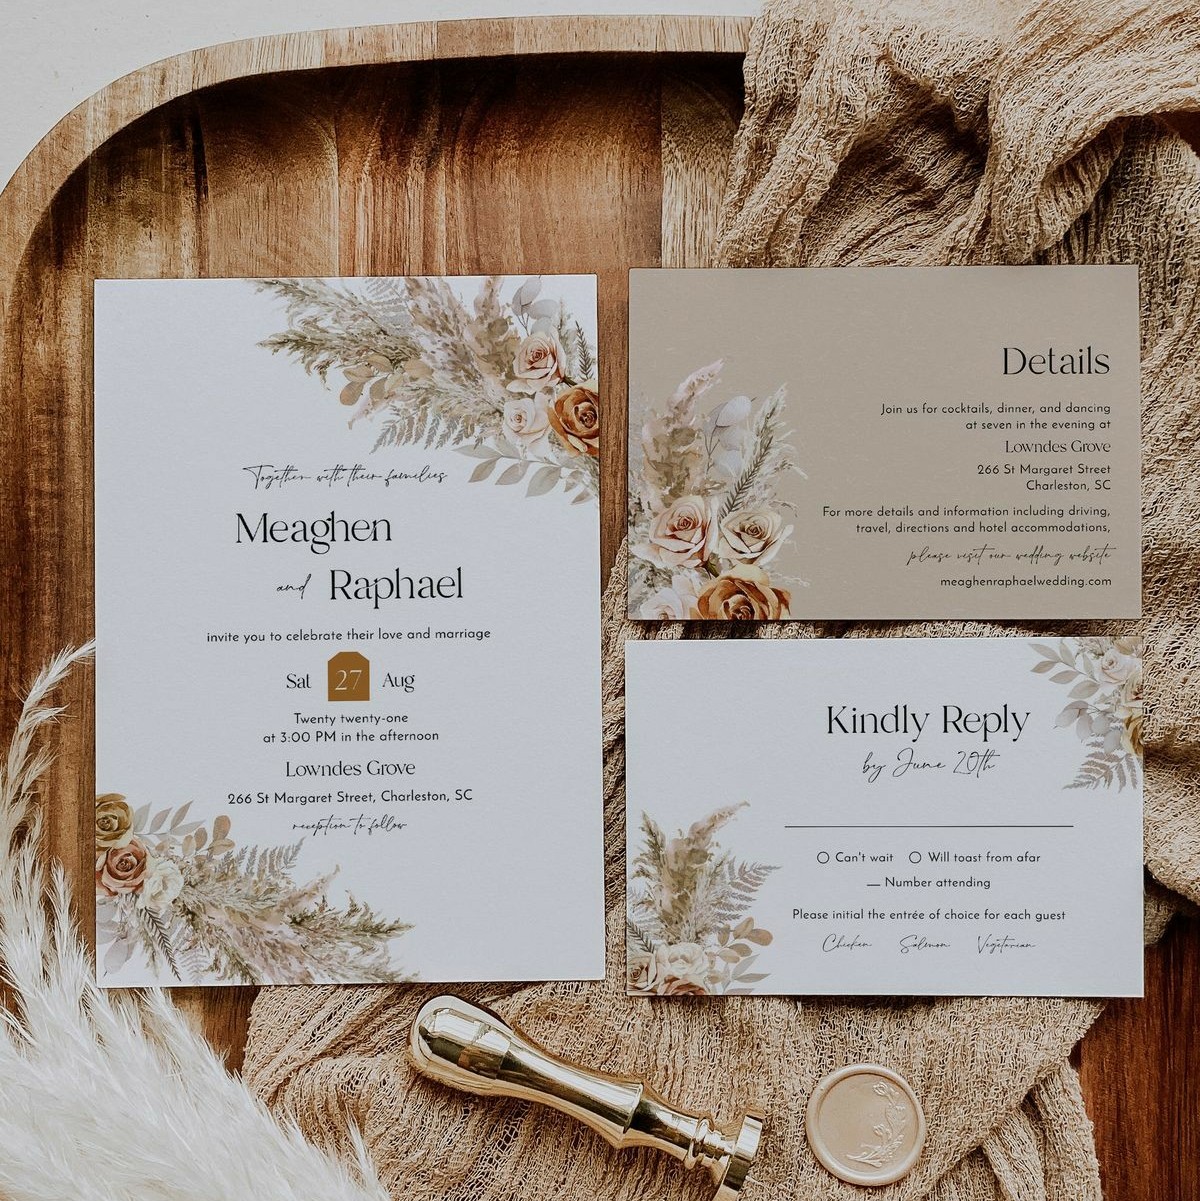 Together with their families
Meaghen
and Raphael
invite you to celebrate their love and marriage
Sat 27 Aug
Twenty twenty-one
at 3:00 PM in the afternoon
Lowndes Grove
266 St Margaret Street, Charleston, SC
reception to follow
Details
Join us for cocktails, dinner, and dancing
at seven in the evening at
Lowndes Grove
266 St Margaret Street
Charleston, SC
For more details and information including driving,
travel, directions and hotel accommodations,
please visit our wedding website
meaghenraphaelwedding.com
Kindly Reply
by June 20th
Can't wait Will toast from afar
Number attending
Please initial the entrée of choice for each guest
Chicken Salmon Vegetarian